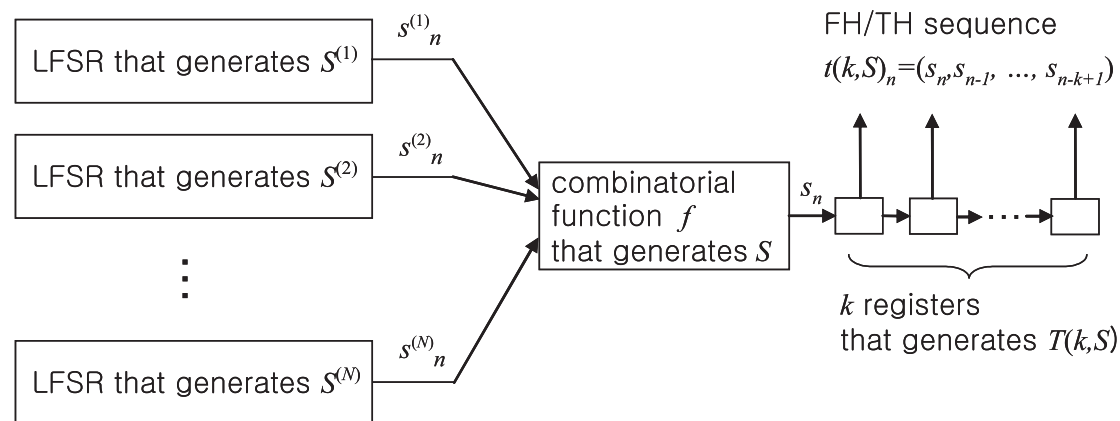 LFSR that generates S⁽¹⁾
s⁽¹⁾ₙ
LFSR that generates S⁽²⁾
s⁽²⁾ₙ
LFSR that generates S⁽ᴺ⁾
s⁽ᴺ⁾ₙ
combinatorial
function f
that generates S
sₙ
FH/TH sequence
t(k,S)ₙ=(sₙ,sₙ₋₁, ..., sₙ₋ₖ₊₁)
k registers
that generates T(k,S)